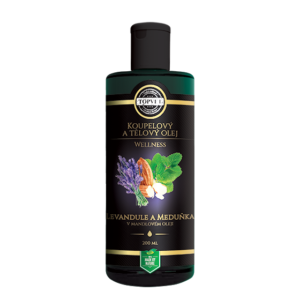 TOPVET
KOUPELOVÝ
A TĚLOVÝ OLEJ
WELLNESS
LEVANDULE A MEDUŇKA
V MANDLOVÉM OLEJI
200 ML